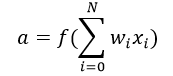 a = f(∑_{i=0}^{N} w_i x_i)